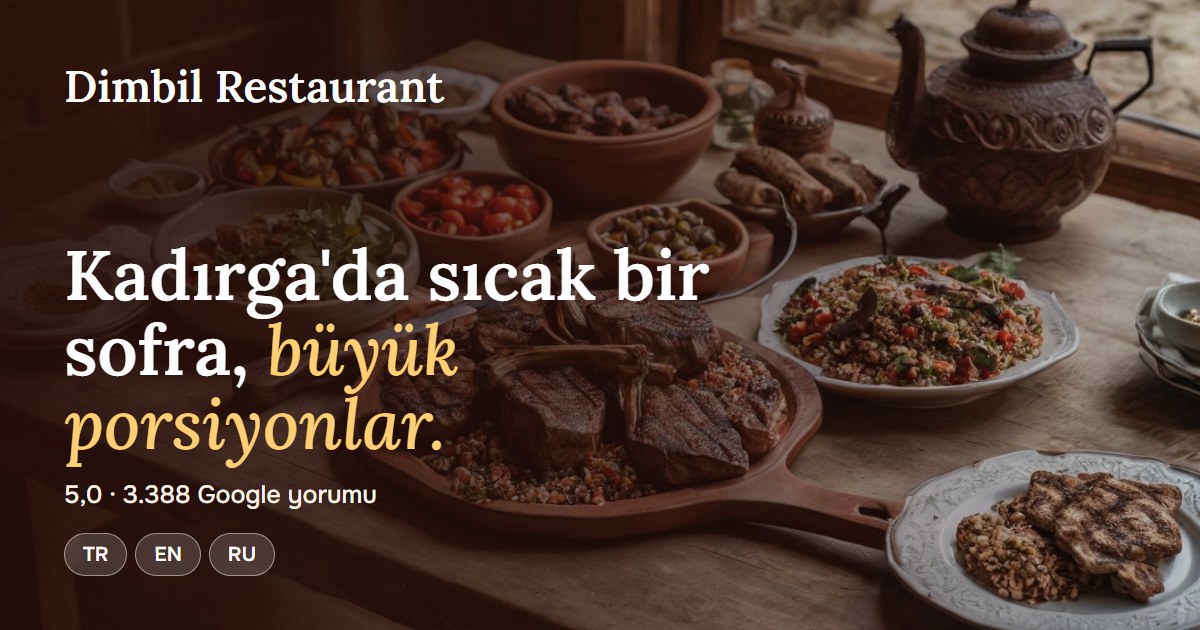 Dimbil Restaurant
Kadırga'da sıcak bir
sofra, büyük
porsiyonlar.
5,0 · 3.388 Google yorumu
TR EN RU